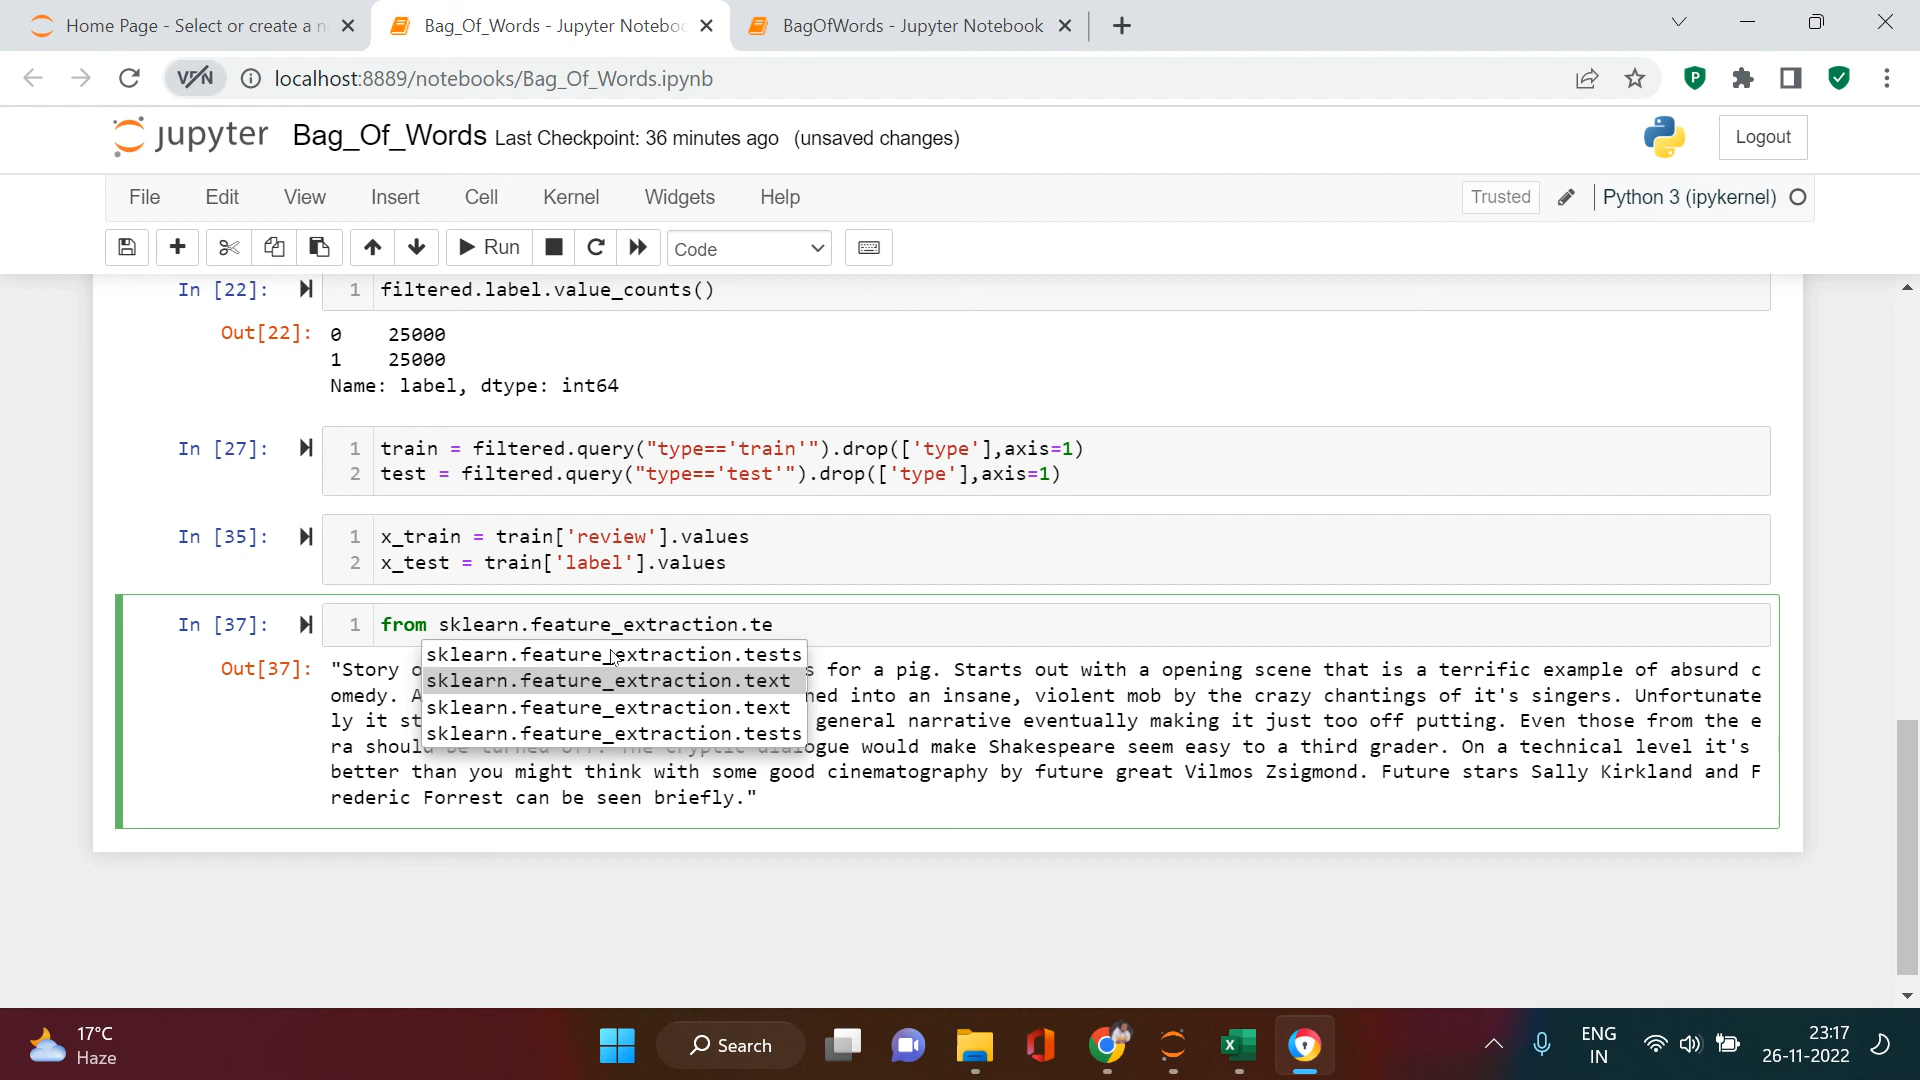 Home Page - Select or create a n
Bag_Of_Words - Jupyter Noteboo
BagOfWords - Jupyter Notebook
VPN
localhost:8889/notebooks/Bag_Of_Words.ipynb
jupyter Bag_Of_Words Last Checkpoint: 36 minutes ago (unsaved changes)
Logout
File Edit View Insert Cell Kernel Widgets Help
Trusted
Python 3 (ipykernel)
Run
Code
In [22]: 1 filtered.label.value_counts()
Out[22]: 0 25000
1 25000
Name: label, dtype: int64
In [27]: 1 train = filtered.query("type=='train'").drop(['type'],axis=1)
2 test = filtered.query("type=='test'").drop(['type'],axis=1)
In [35]: 1 x_train = train['review'].values
2 x_test = train['label'].values
In [37]: 1 from sklearn.feature_extraction.te
sklearn.feature_extraction.tests
sklearn.feature_extraction.text
sklearn.feature_extraction.text
sklearn.feature_extraction.tests
Out[37]: "Story for a pig. Starts out with a opening scene that is a terrific example of absurd c
omedy. into an insane, violent mob by the crazy chantings of it's singers. Unfortunate
ly it general narrative eventually making it just too off putting. Even those from the e
ra would make Shakespeare seem easy to a third grader. On a technical level it's
better than you might think with some good cinematography by future great Vilmos Zsigmond. Future stars Sally Kirkland and F
rederic Forrest can be seen briefly."
17°C
Haze
Search
ENG
IN
23:17
26-11-2022